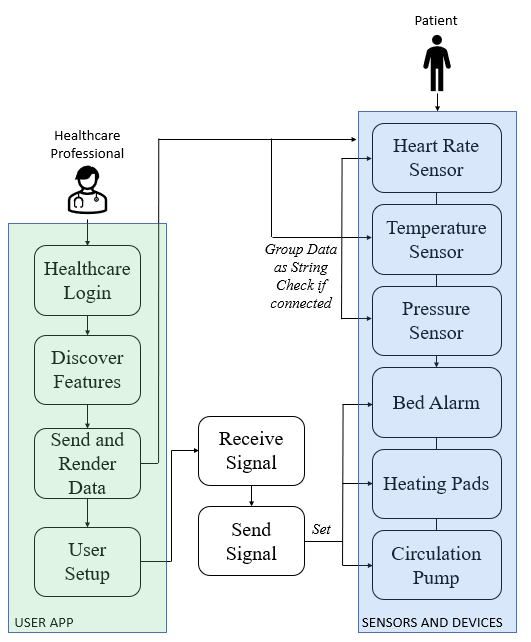 Patient
Healthcare
Professional
Heart Rate
Sensor
Temperature
Sensor
Group Data
as String
Check if
connected
Pressure
Sensor
Healthcare
Login
Discover
Features
Send and
Render
Data
User
Setup
Receive
Signal
Send
Signal
Set
Bed Alarm
Heating Pads
Circulation
Pump
USER APP
SENSORS AND DEVICES